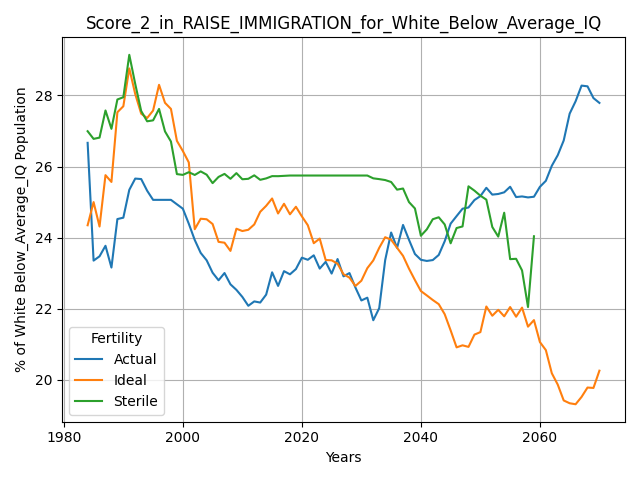 Score_2_in_RAISE_IMMIGRATION_for_White_Below_Average_IQ
% of White Below_Average_IQ Population
28
26
24
22
20
Fertility
Actual
Ideal
Sterile
1980 2000 2020 2040 2060
Years